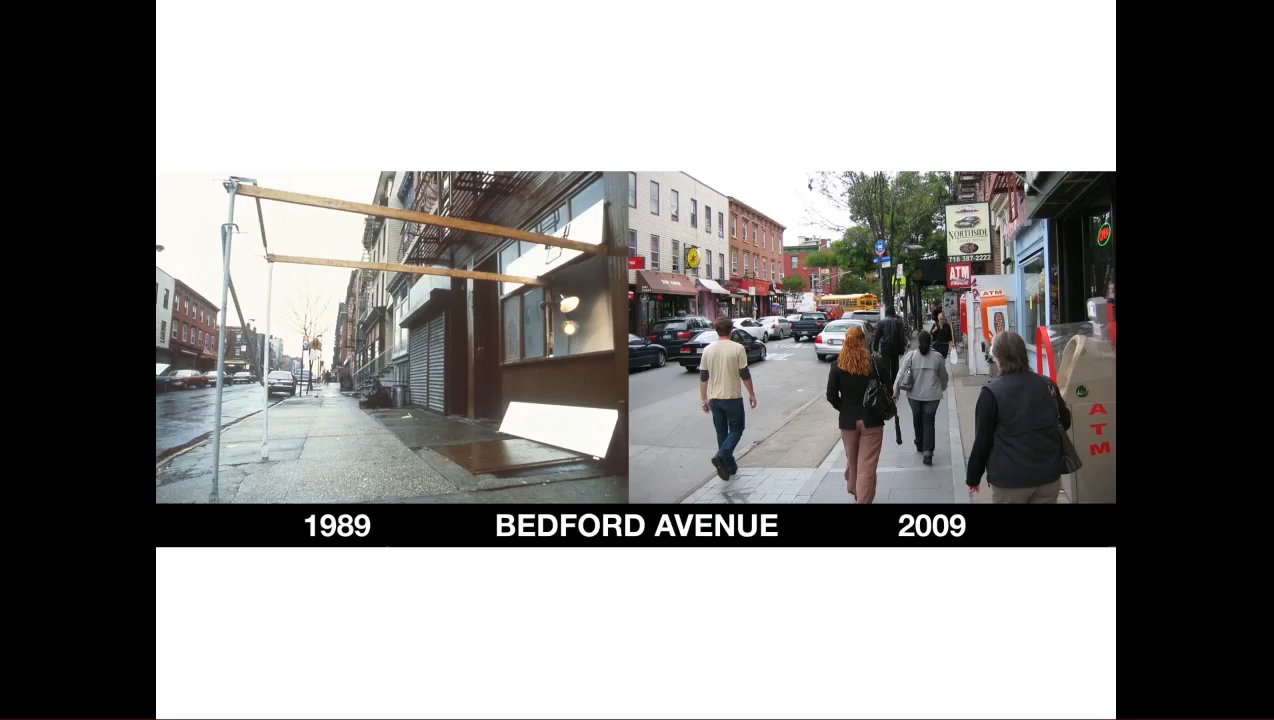 NORTHSIDE
718 387-2222
ATM
ATM
ATM
1989 BEDFORD AVENUE 2009